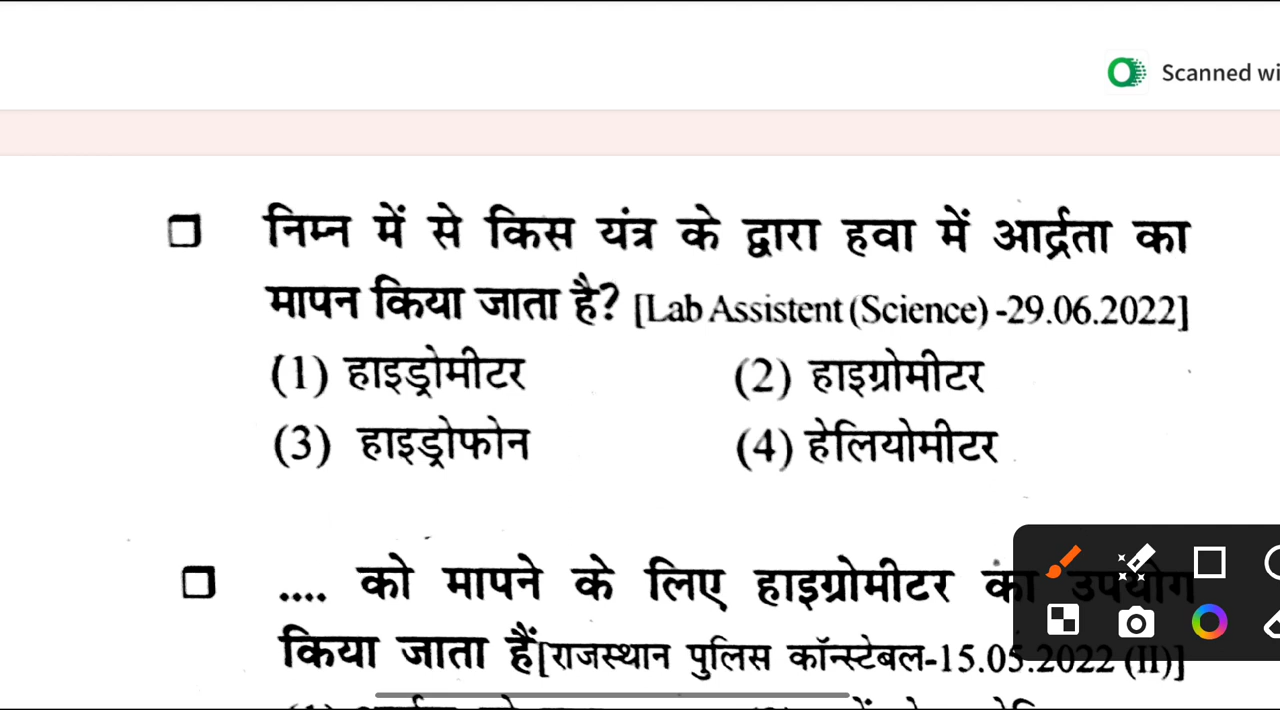 Scanned wi
निम्न में से किस यंत्र के द्वारा हवा में आर्द्रता का
मापन किया जाता है? [Lab Assistent (Science) -29.06.2022]
(1) हाइड्रोमीटर (2) हाइग्रोमीटर
(3) हाइड्रोफोन (4) हेलियोमीटर
.... को मापने के लिए हाइग्रोमीटर का उपयोग
किया जाता हैं[राजस्थान पुलिस कॉन्स्टेबल-15.05.2022 (II)]